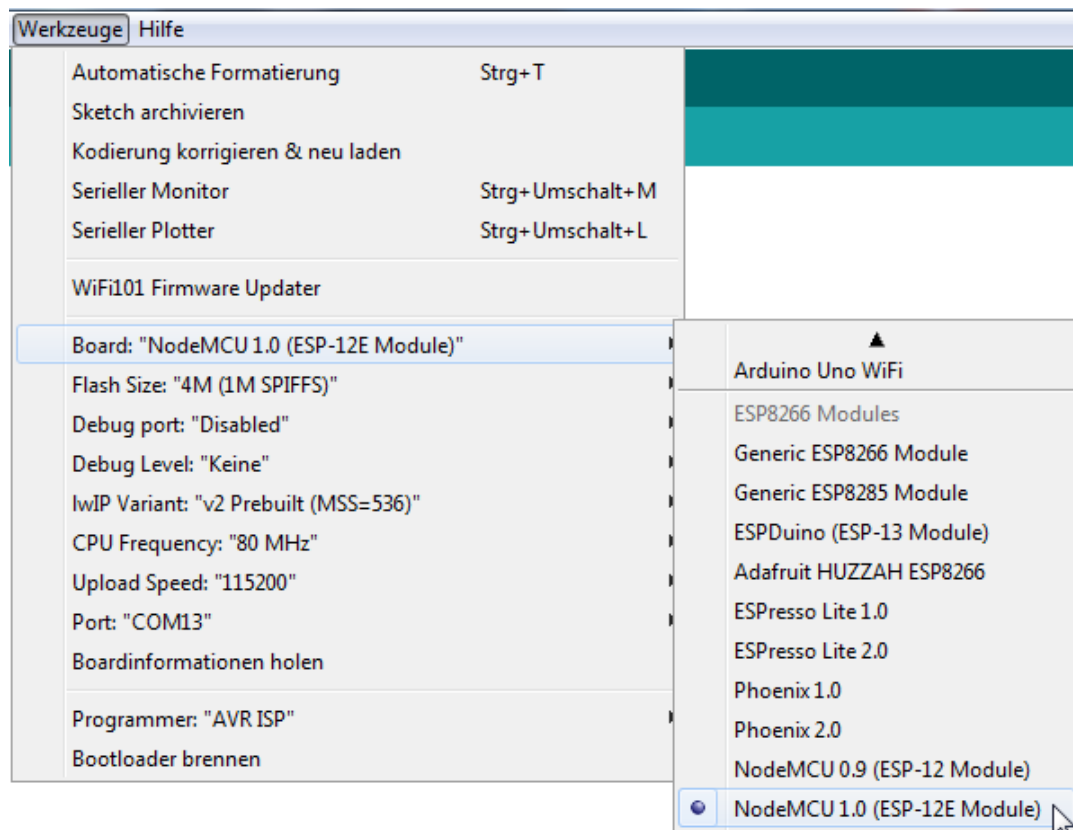 Werkzeuge Hilfe
Automatische Formatierung Strg+T
Sketch archivieren
Kodierung korrigieren & neu laden
Serieller Monitor Strg+Umschalt+M
Serieller Plotter Strg+Umschalt+L
WiFi101 Firmware Updater
Board: "NodeMCU 1.0 (ESP-12E Module)"
Flash Size: "4M (1M SPIFFS)"
Debug port: "Disabled"
Debug Level: "Keine"
lwIP Variant: "v2 Prebuilt (MSS=536)"
CPU Frequency: "80 MHz"
Upload Speed: "115200"
Port: "COM13"
Boardinformationen holen
Programmer: "AVR ISP"
Bootloader brennen
Arduino Uno WiFi
ESP8266 Modules
Generic ESP8266 Module
Generic ESP8285 Module
ESPDuino (ESP-13 Module)
Adafruit HUZZAH ESP8266
ESPresso Lite 1.0
ESPresso Lite 2.0
Phoenix 1.0
Phoenix 2.0
NodeMCU 0.9 (ESP-12 Module)
NodeMCU 1.0 (ESP-12E Module)